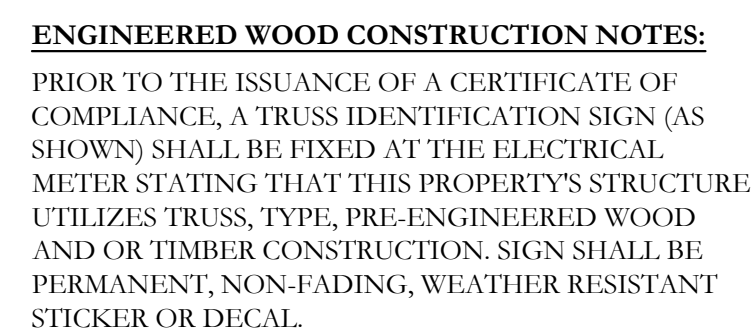 ENGINEERED WOOD CONSTRUCTION NOTES:
PRIOR TO THE ISSUANCE OF A CERTIFICATE OF
COMPLIANCE, A TRUSS IDENTIFICATION SIGN (AS
SHOWN) SHALL BE FIXED AT THE ELECTRICAL
METER STATING THAT THIS PROPERTY'S STRUCTURE
UTILIZES TRUSS, TYPE, PRE-ENGINEERED WOOD
AND OR TIMBER CONSTRUCTION. SIGN SHALL BE
PERMANENT, NON-FADING, WEATHER RESISTANT
STICKER OR DECAL.